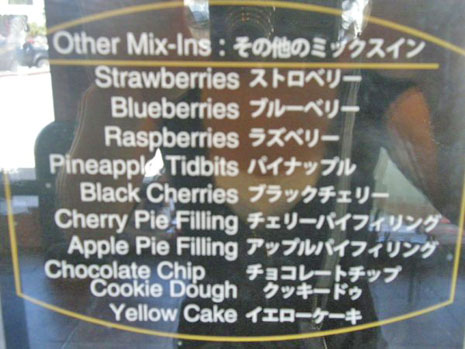 Other Mix-Ins : その他のミックスイン
Strawberries ストロベリー
Blueberries ブルーベリー
Raspberries ラズベリー
Pineapple Tidbits パイナップル
Black Cherries ブラックチェリー
Cherry Pie Filling チェリーパイフィリング
Apple Pie Filling アップルパイフィリング
Chocolate Chip チョコレートチップ
Cookie Dough クッキードゥ
Yellow Cake イエローケーキ